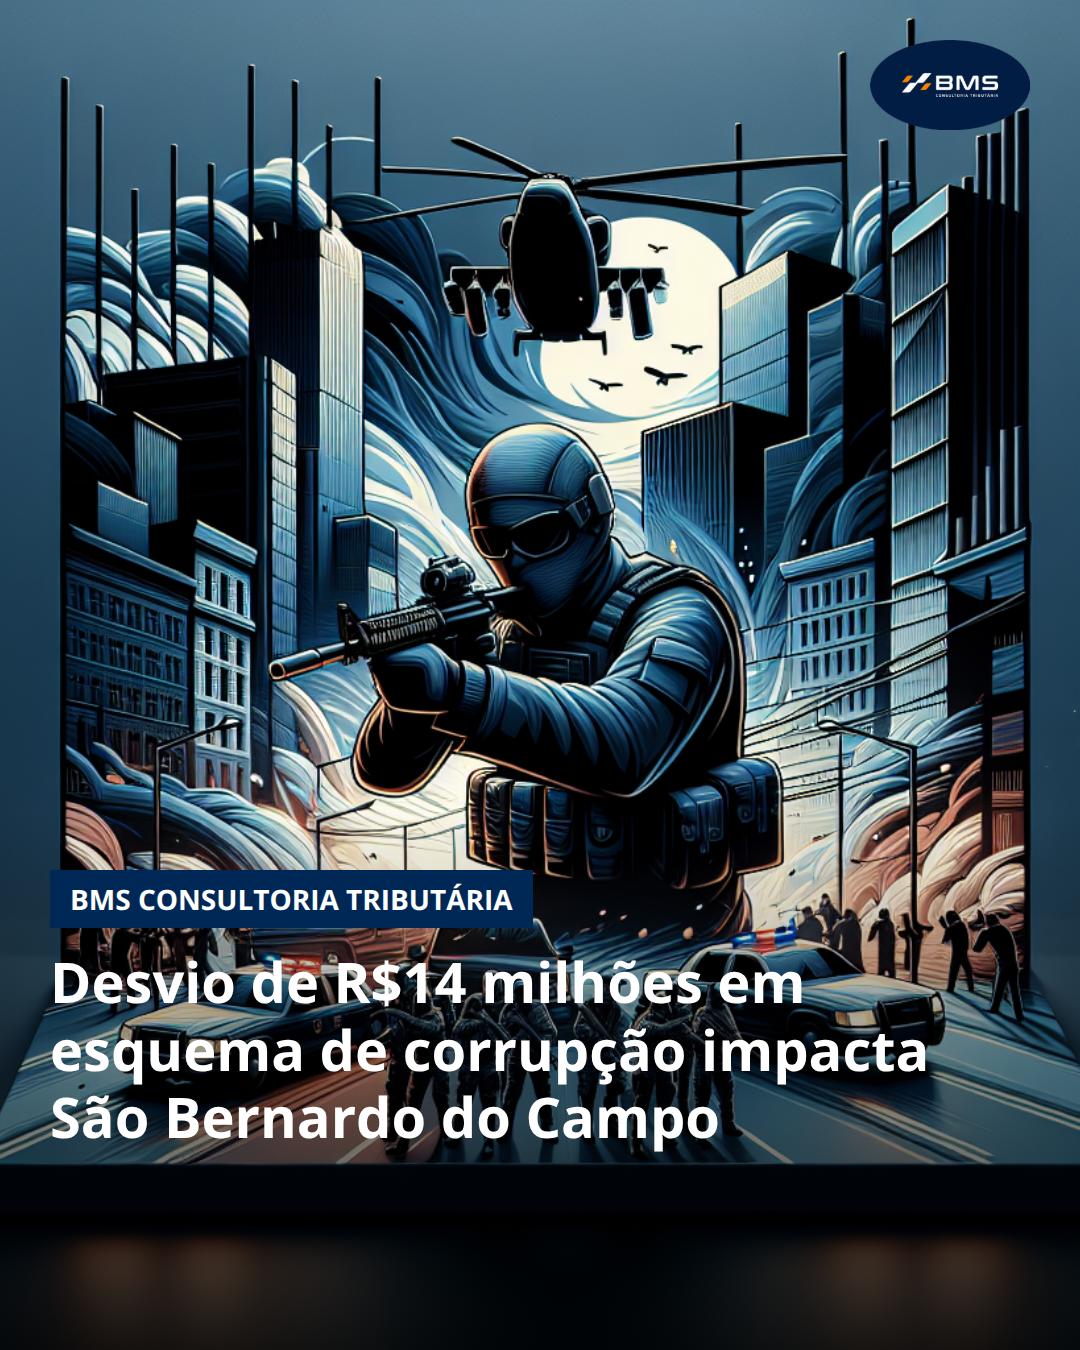 BMS
CONSULTORIA TRIBUTÁRIA
BMS CONSULTORIA TRIBUTÁRIA
Desvio de R$14 milhões em
esquema de corrupção impacta
São Bernardo do Campo